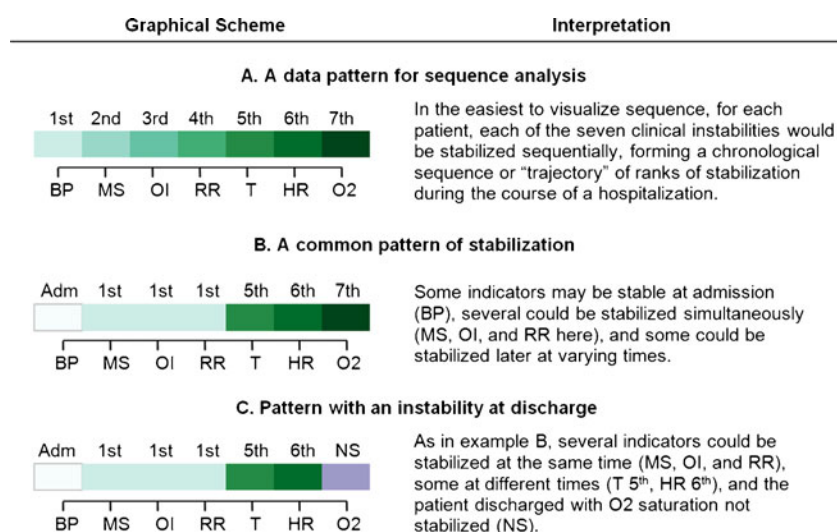 Graphical Scheme Interpretation
A. A data pattern for sequence analysis
1st 2nd 3rd 4th 5th 6th 7th
BP MS OI RR T HR O2
In the easiest to visualize sequence, for each
patient, each of the seven clinical instabilities would
be stabilized sequentially, forming a chronological
sequence or “trajectory” of ranks of stabilization
during the course of a hospitalization.
B. A common pattern of stabilization
Adm 1st 1st 1st 5th 6th 7th
BP MS OI RR T HR O2
Some indicators may be stable at admission
(BP), several could be stabilized simultaneously
(MS, OI, and RR here), and some could be
stabilized later at varying times.
C. Pattern with an instability at discharge
Adm 1st 1st 1st 5th 6th NS
BP MS OI RR T HR O2
As in example B, several indicators could be
stabilized at the same time (MS, OI, and RR),
some at different times (T 5th, HR 6th), and the
patient discharged with O2 saturation not
stabilized (NS).